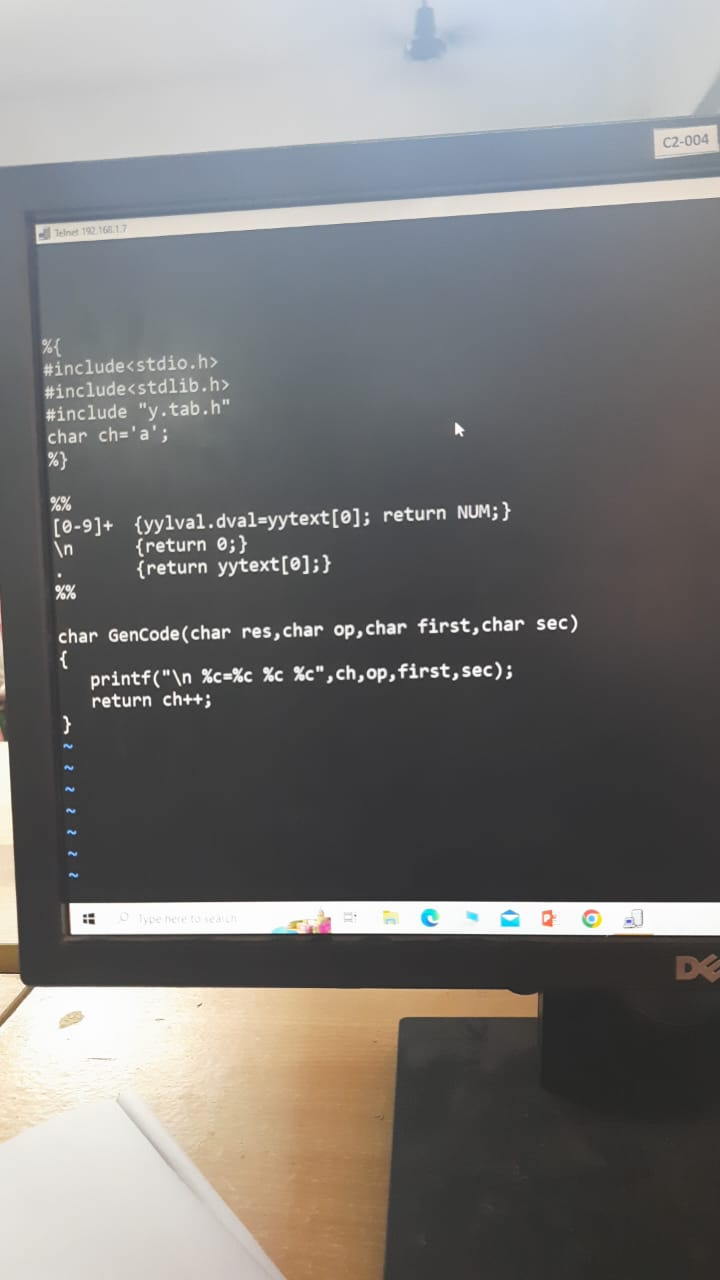 C2-004
Telnet 192.168.1.7
%{
#include<stdio.h>
#include<stdlib.h>
#include "y.tab.h"
char ch='a';
%}
%%
[0-9]+ {yylval.dval=yytext[0]; return NUM;}
\n {return 0;}
. {return yytext[0];}
%%
char GenCode(char res,char op,char first,char sec)
{
printf("\n %c=%c %c %c",ch,op,first,sec);
return ch++;
}
~
~
~
~
~
~
~
Type here to search